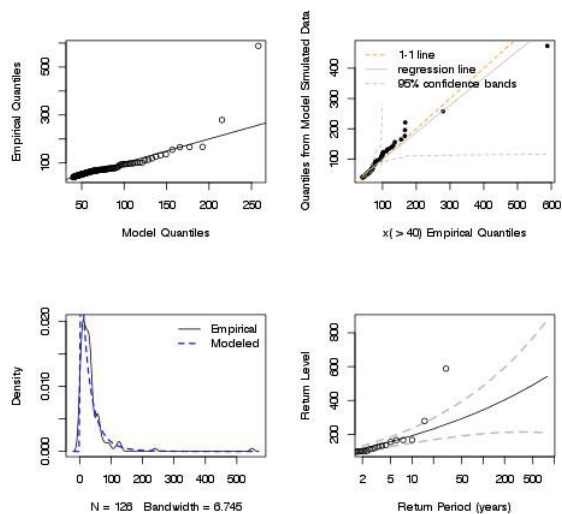 Empirical Quantiles
100
300
500
50
100
150
200
250
Model Quantiles
Quantiles from Model Simulated Data
100
200
300
400
1-1 line
regression line
95% confidence bands
100
200
300
400
500
600
x( > 40) Empirical Quantiles
Density
0.000
0.010
0.020
Empirical
Modeled
0
100
200
300
400
500
N = 126 Bandwidth = 6.745
Return Level
200
400
600
800
2
5
10
50
100
500
Return Period (years)